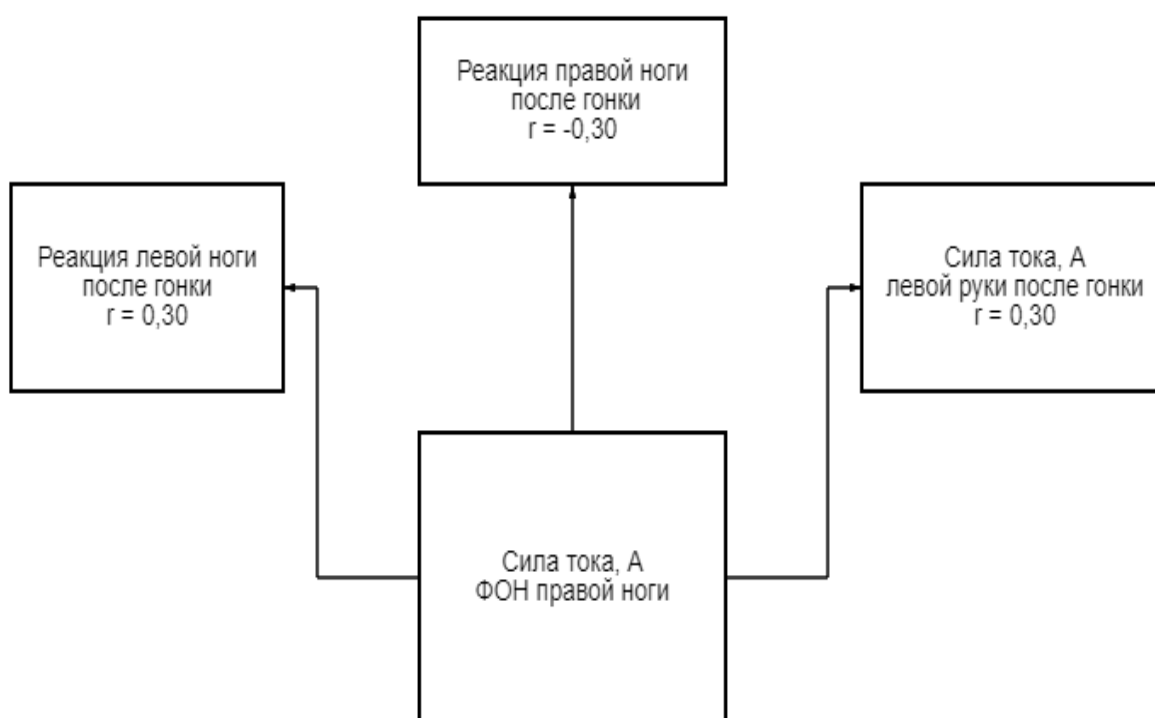 Реакция правой ноги
после гонки
r = -0,30
Реакция левой ноги
после гонки
r = 0,30
Сила тока, А
левой руки после гонки
r = 0,30
Сила тока, А
ФОН правой ноги